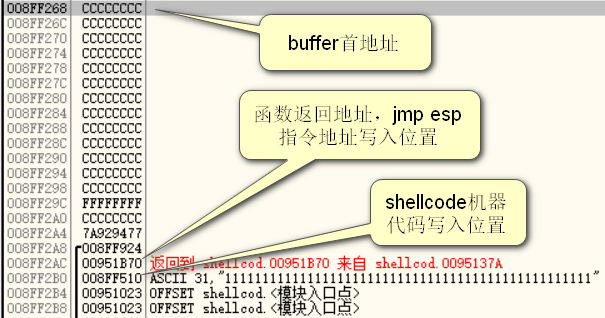 008FF268 CCCCCCCC
008FF26C CCCCCCCC
008FF270 CCCCCCCC
buffer首地址
008FF274 CCCCCCCC
008FF278 CCCCCCCC
008FF27C CCCCCCCC
008FF280 CCCCCCCC
008FF284 CCCCCCCC
函数返回地址，jmp esp
008FF288 CCCCCCCC
指令地址写入位置
008FF28C CCCCCCCC
008FF290 CCCCCCCC
008FF294 CCCCCCCC
008FF298 CCCCCCCC
008FF29C FFFFFFFF
shellcode机器
008FF2A0 CCCCCCCC
代码写入位置
008FF2A4 7A929477
008FF2A8 008FF924
008FF2AC 00951B70 返回到 shellcod.00951B70 来自 shellcod.0095137A
008FF2B0 008FF510 ASCII 31,"1111111111111111111111111111111111111111111111111111"
008FF2B4 00951023 OFFSET shellcod.<模块入口点>
008FF2B8 00951023 OFFSET shellcod.<模块入口点>